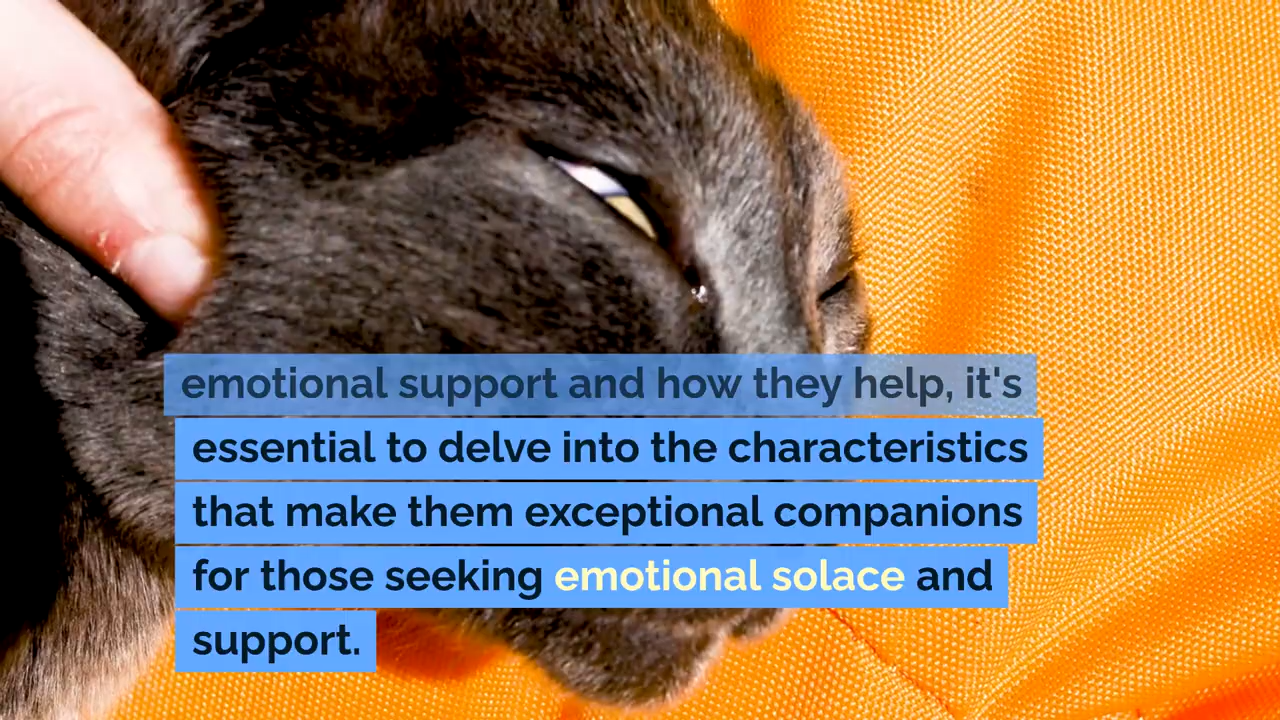 emotional support and how they help, it's
essential to delve into the characteristics
that make them exceptional companions
for those seeking emotional solace and
support.